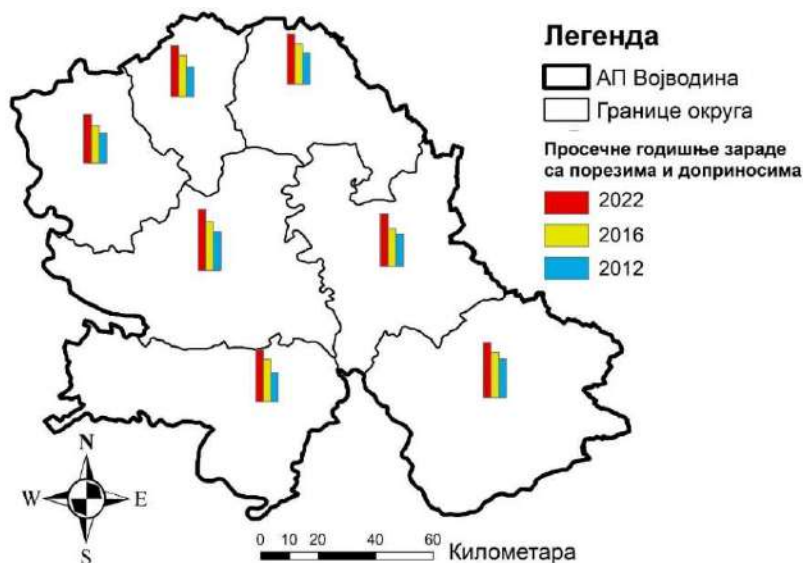 Легенда
АП Војводина
Границе округа
Просечне годишње зараде
са порезима и доприносима
2022
2016
2012
N
W E
S
0 10 20 40 60
Километара